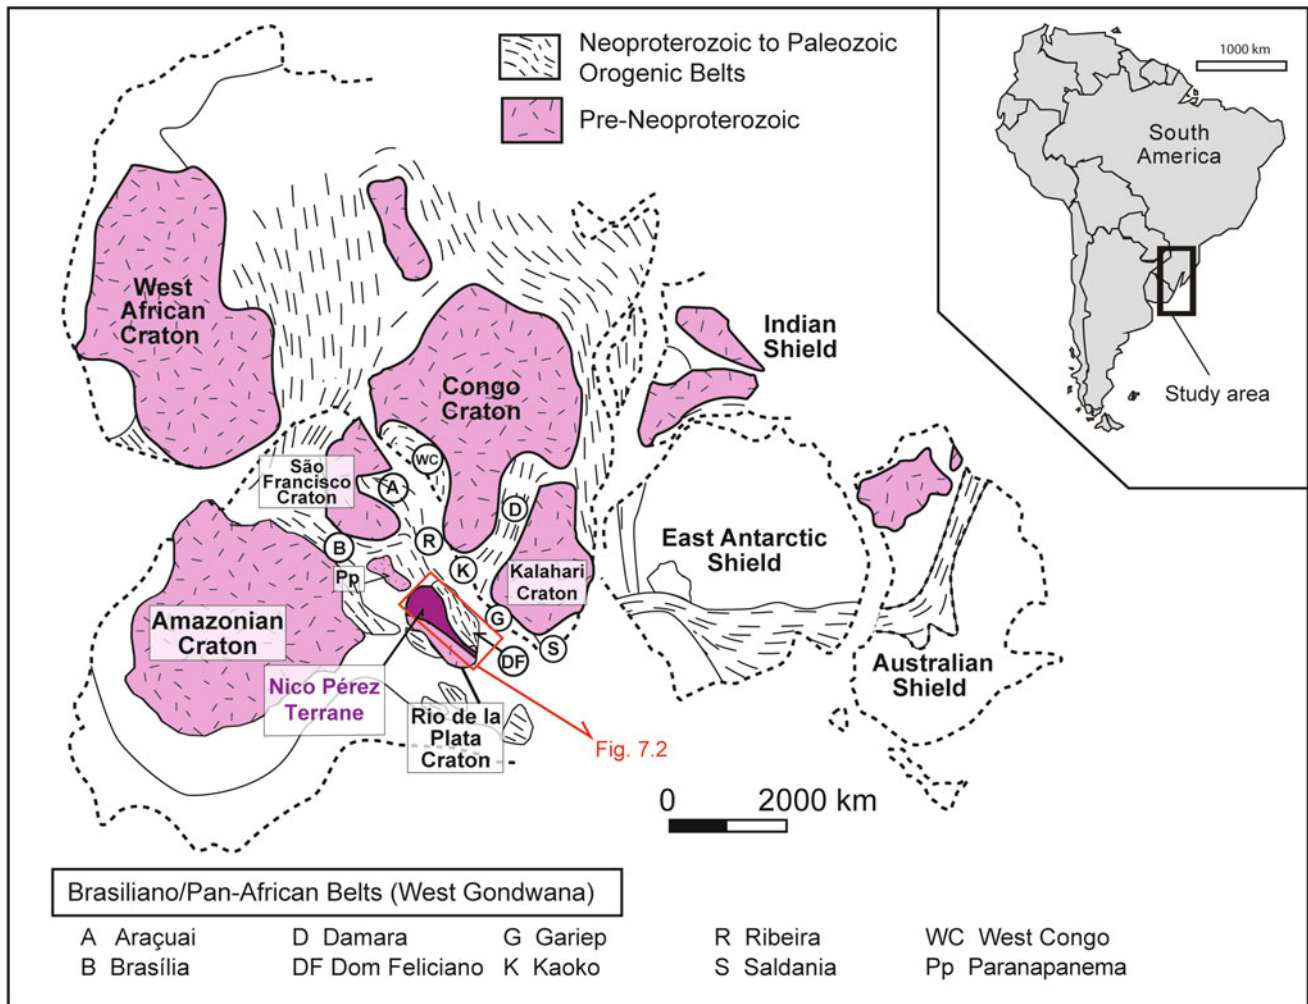 Neoproterozoic to Paleozoic
Orogenic Belts
Pre-Neoproterozoic
1000 km
South
America
Study area
West
African
Craton
Congo
Craton
Indian
Shield
São
Francisco
Craton
WC
A
D
B
R
K
Pp
Kalahari
Craton
East Antarctic
Shield
Amazonian
Craton
G
S
DF
Australian
Shield
Nico Pérez
Terrane
Rio de la
Plata
Craton
Fig. 7.2
0 2000 km
Brasiliano/Pan-African Belts (West Gondwana)
A Araçuai D Damara G Gariep R Ribeira WC West Congo
B Brasília DF Dom Feliciano K Kaoko S Saldania Pp Paranapanema